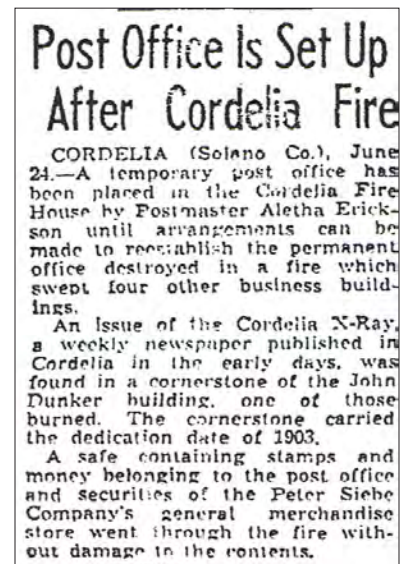 Post Office Is Set Up
After Cordelia Fire
CORDELIA (Solano Co.), June
24.—A temporary post office has
been placed in the Cordelia Fire
House by Postmaster Aletha Erick-
son until arrangements can be
made to reestablish the permanent
office destroyed in a fire which
swept four other business build-
ings.
An issue of the Cordelia X-Ray,
a weekly newspaper published in
Cordelia in the early days, was
found in a cornerstone of the John
Dunker building, one of those
burned. The cornerstone carried
the dedication date of 1903.
A safe containing stamps and
money belonging to the post office
and securities of the Peter Siebe
Company's general merchandise
store went through the fire with-
out damage to the contents.